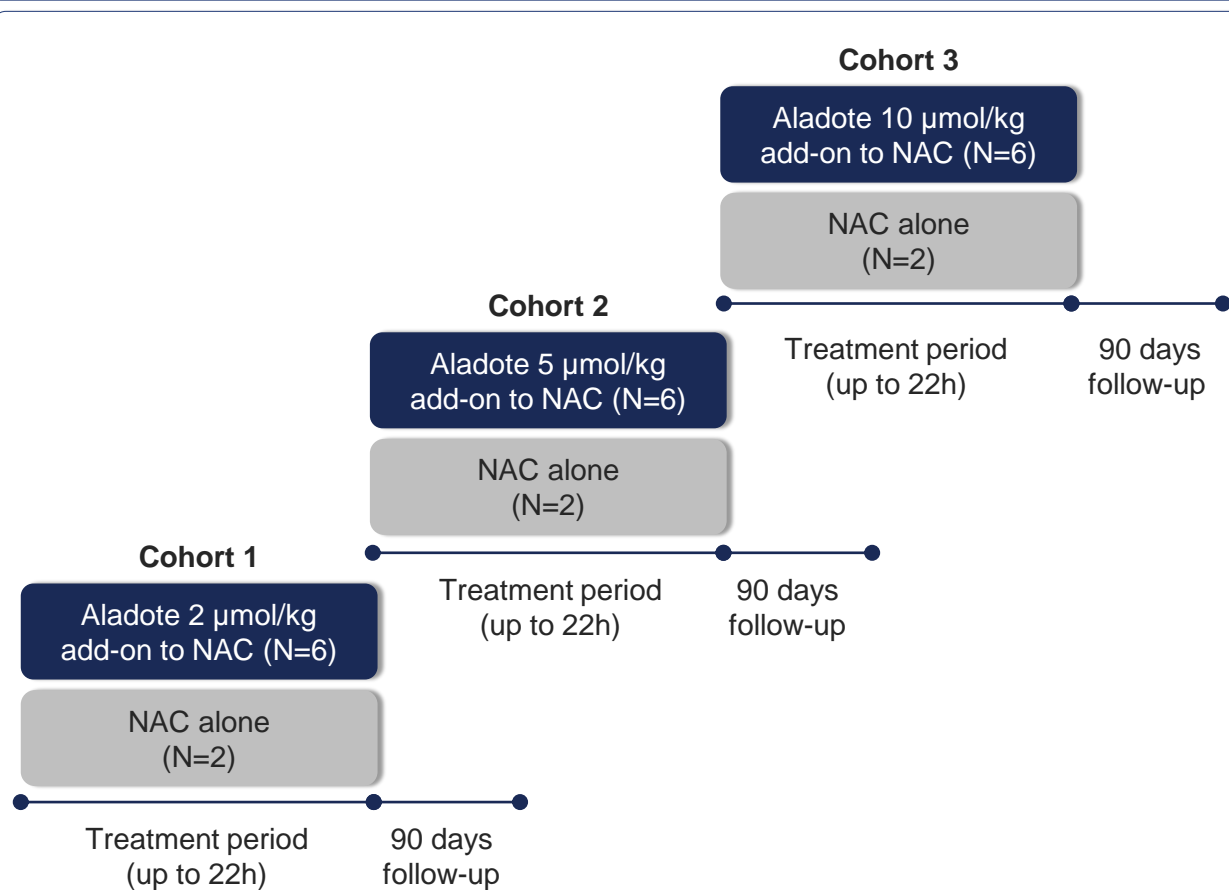 Cohort 3
Aladote 10 µmol/kg
add-on to NAC (N=6)
NAC alone
(N=2)
Treatment period
(up to 22h)
90 days
follow-up
Cohort 2
Aladote 5 µmol/kg
add-on to NAC (N=6)
NAC alone
(N=2)
Treatment period
(up to 22h)
90 days
follow-up
Cohort 1
Aladote 2 µmol/kg
add-on to NAC (N=6)
NAC alone
(N=2)
Treatment period
(up to 22h)
90 days
follow-up